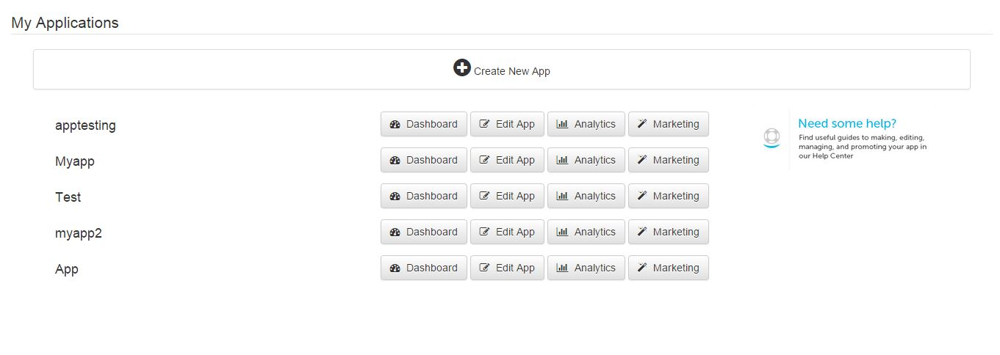 My Applications
Create New App
apptesting
Dashboard Edit App Analytics Marketing
Myapp
Dashboard Edit App Analytics Marketing
Test
Dashboard Edit App Analytics Marketing
myapp2
Dashboard Edit App Analytics Marketing
App
Dashboard Edit App Analytics Marketing
Need some help?
Find useful guides to making, editing,
managing, and promoting your app in
our Help Center